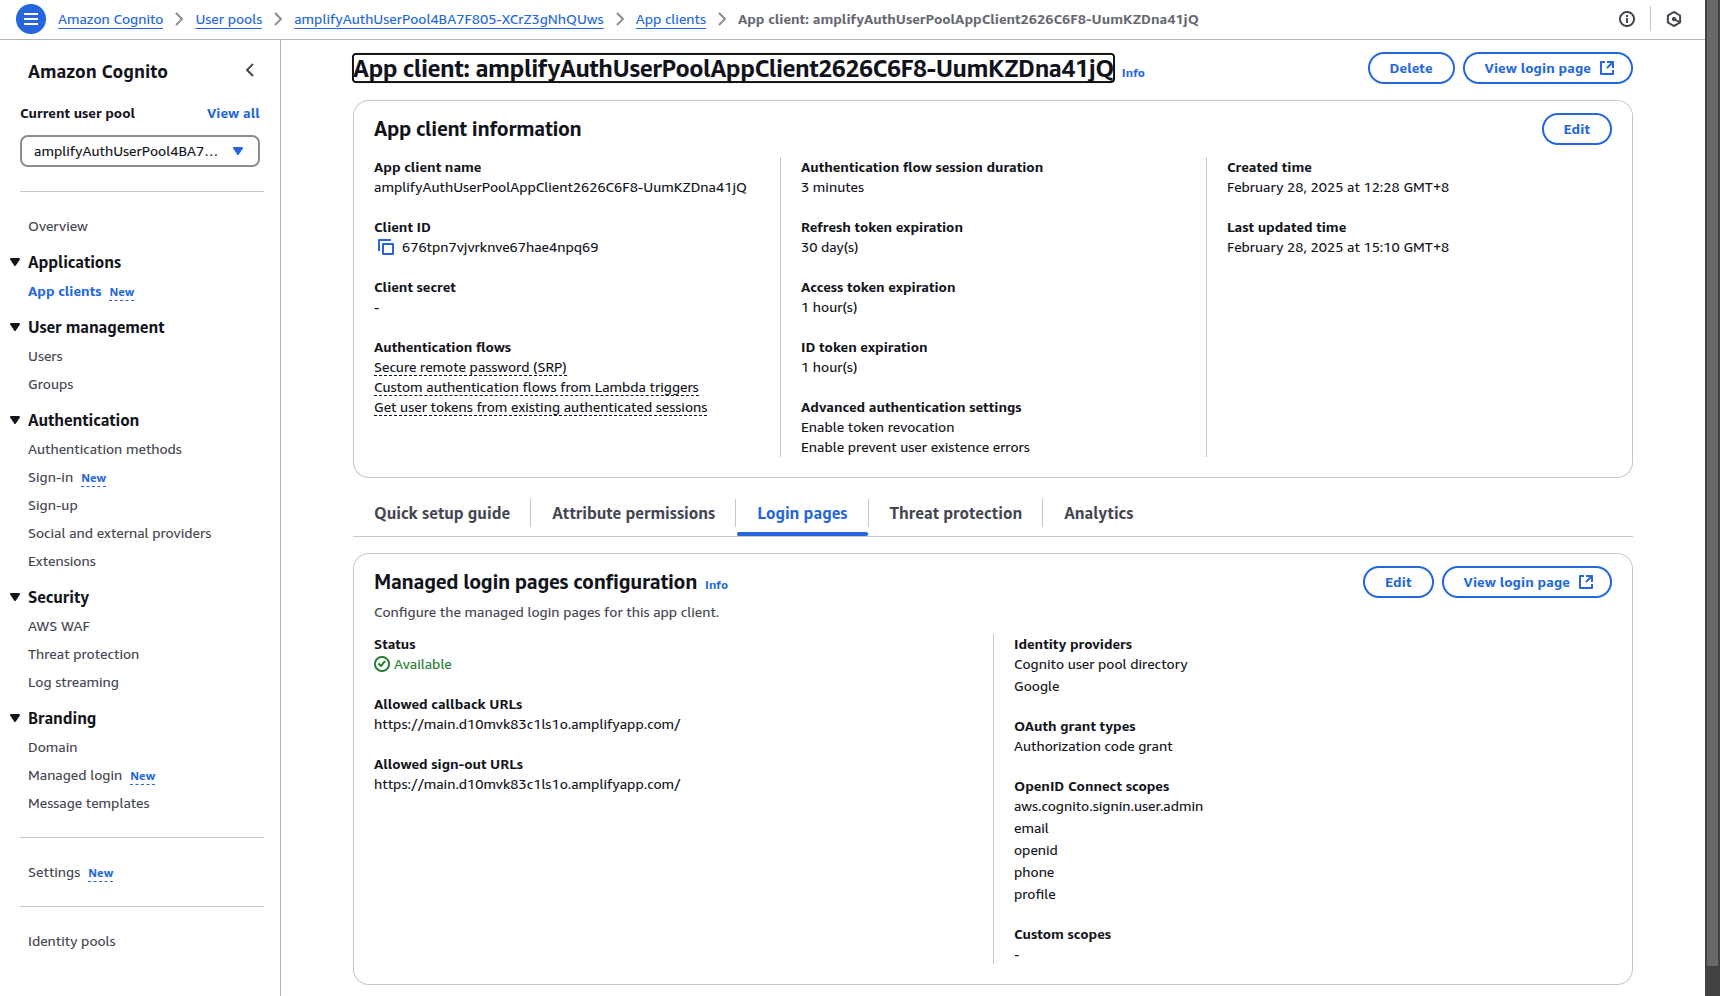 Amazon Cognito > User pools > amplifyAuthUserPool4BA7F805-XCrZ3gNhQUws > App clients > App client: amplifyAuthUserPoolAppClient2626C6F8-UumKZDna41jQ
Amazon Cognito
Current user pool View all
amplifyAuthUserPool4BA7...
Overview
Applications
App clients New
User management
Users
Groups
Authentication
Authentication methods
Sign-in New
Sign-up
Social and external providers
Extensions
Security
AWS WAF
Threat protection
Log streaming
Branding
Domain
Managed login New
Message templates
Settings New
Identity pools
App client: amplifyAuthUserPoolAppClient2626C6F8-UumKZDna41jQ Info
Delete
View login page
App client information
Edit
App client name
amplifyAuthUserPoolAppClient2626C6F8-UumKZDna41jQ
Client ID
676tpn7vjvrknve67hae4npq69
Client secret
-
Authentication flows
Secure remote password (SRP)
Custom authentication flows from Lambda triggers
Get user tokens from existing authenticated sessions
Authentication flow session duration
3 minutes
Refresh token expiration
30 day(s)
Access token expiration
1 hour(s)
ID token expiration
1 hour(s)
Advanced authentication settings
Enable token revocation
Enable prevent user existence errors
Created time
February 28, 2025 at 12:28 GMT+8
Last updated time
February 28, 2025 at 15:10 GMT+8
Quick setup guide
Attribute permissions
Login pages
Threat protection
Analytics
Managed login pages configuration Info
Edit
View login page
Configure the managed login pages for this app client.
Status
Available
Allowed callback URLs
https://main.d10mvk83c1ls1o.amplifyapp.com/
Allowed sign-out URLs
https://main.d10mvk83c1ls1o.amplifyapp.com/
Identity providers
Cognito user pool directory
Google
OAuth grant types
Authorization code grant
OpenID Connect scopes
aws.cognito.signin.user.admin
email
openid
phone
profile
Custom scopes
-